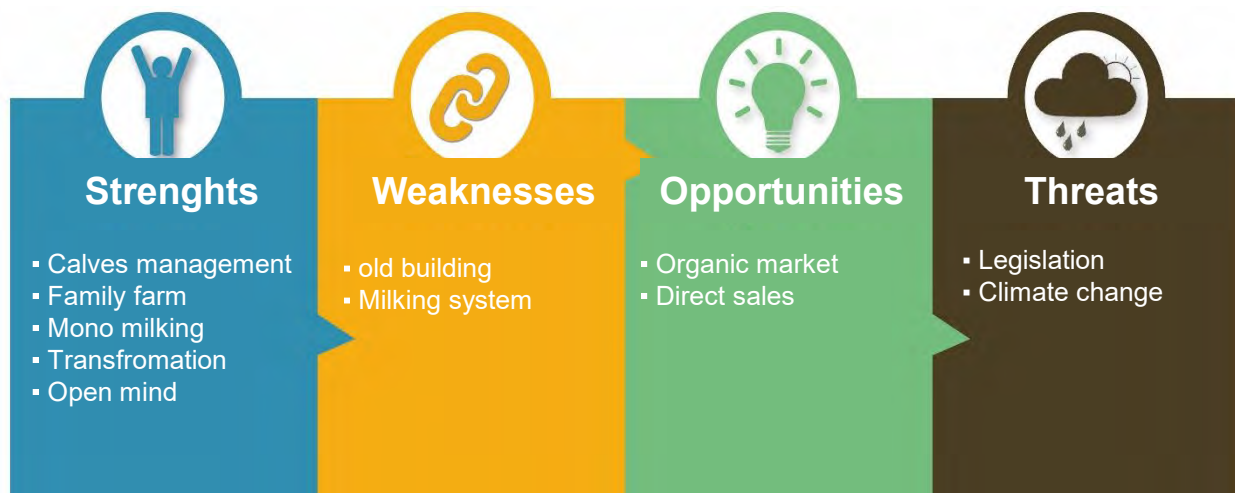 Strenghts
▪ Calves management
▪ Family farm
▪ Mono milking
▪ Transfromation
▪ Open mind
Weaknesses
▪ old building
▪ Milking system
Opportunities
▪ Organic market
▪ Direct sales
Threats
▪ Legislation
▪ Climate change